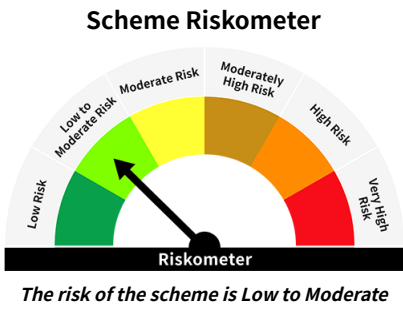 Scheme Riskometer
Low Risk
Low to
Moderate Risk
Moderate Risk
Moderately
High Risk
High Risk
Very High
Risk
Riskometer
The risk of the scheme is Low to Moderate